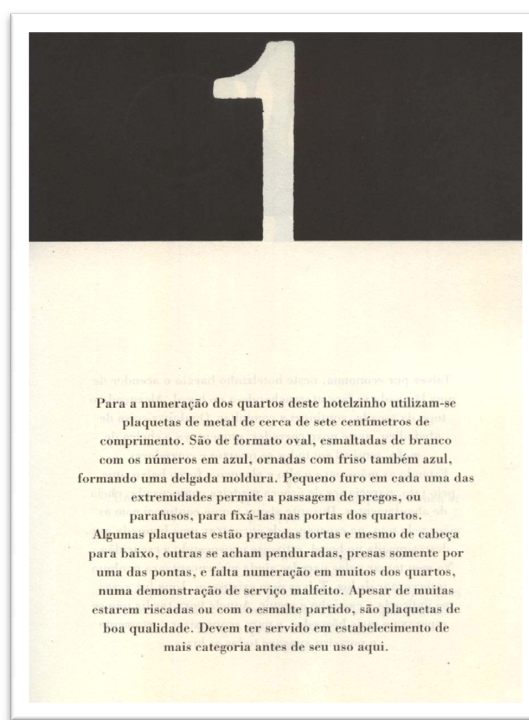 1
Para a numeração dos quartos deste hotelzinho utilizam-se
plaquetas de metal de cerca de sete centímetros de
comprimento. São de formato oval, esmaltadas de branco
com os números em azul, ornadas com friso também azul,
formando uma delgada moldura. Pequeno furo em cada uma das
extremidades permite a passagem de pregos, ou
parafusos, para fixá-las nas portas dos quartos.
Algumas plaquetas estão pregadas tortas e mesmo de cabeça
para baixo, outras se acham penduradas, presas somente por
uma das pontas, e falta numeração em muitos dos quartos,
numa demonstração de serviço malfeito. Apesar de muitas
estarem riscadas ou com o esmalte partido, são plaquetas de
boa qualidade. Devem ter servido em estabelecimento de
mais categoria antes de seu uso aqui.